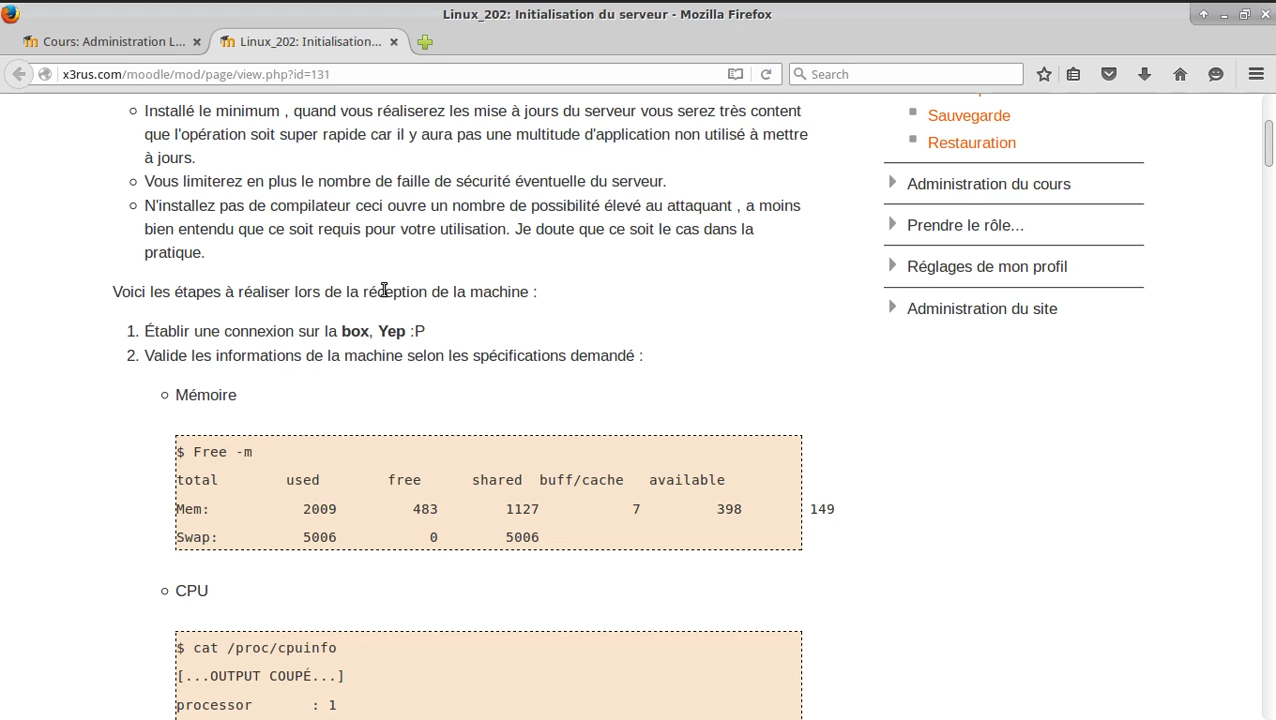 Linux_202: Initialisation du serveur - Mozilla Firefox
Cours: Administration L...
Linux_202: Initialisation...
x3rus.com/moodle/mod/page/view.php?id=131
Search
Installé le minimum , quand vous réaliserez les mise à jours du serveur vous serez très content
que l'opération soit super rapide car il y aura pas une multitude d'application non utilisé à mettre
à jours.
Vous limiterez en plus le nombre de faille de sécurité éventuelle du serveur.
N'installez pas de compilateur ceci ouvre un nombre de possibilité élevé au attaquant , a moins
bien entendu que ce soit requis pour votre utilisation. Je doute que ce soit le cas dans la
pratique.
Voici les étapes à réaliser lors de la réception de la machine :
1. Établir une connexion sur la box, Yep :P
2. Valide les informations de la machine selon les spécifications demandé :
Mémoire
$ Free -m
total used free shared buff/cache available
Mem: 2009 483 1127 7 398 149
Swap: 5006 0 5006
CPU
$ cat /proc/cpuinfo
[...OUTPUT COUPÉ...]
processor : 1
Sauvegarde
Restauration
Administration du cours
Prendre le rôle...
Réglages de mon profil
Administration du site